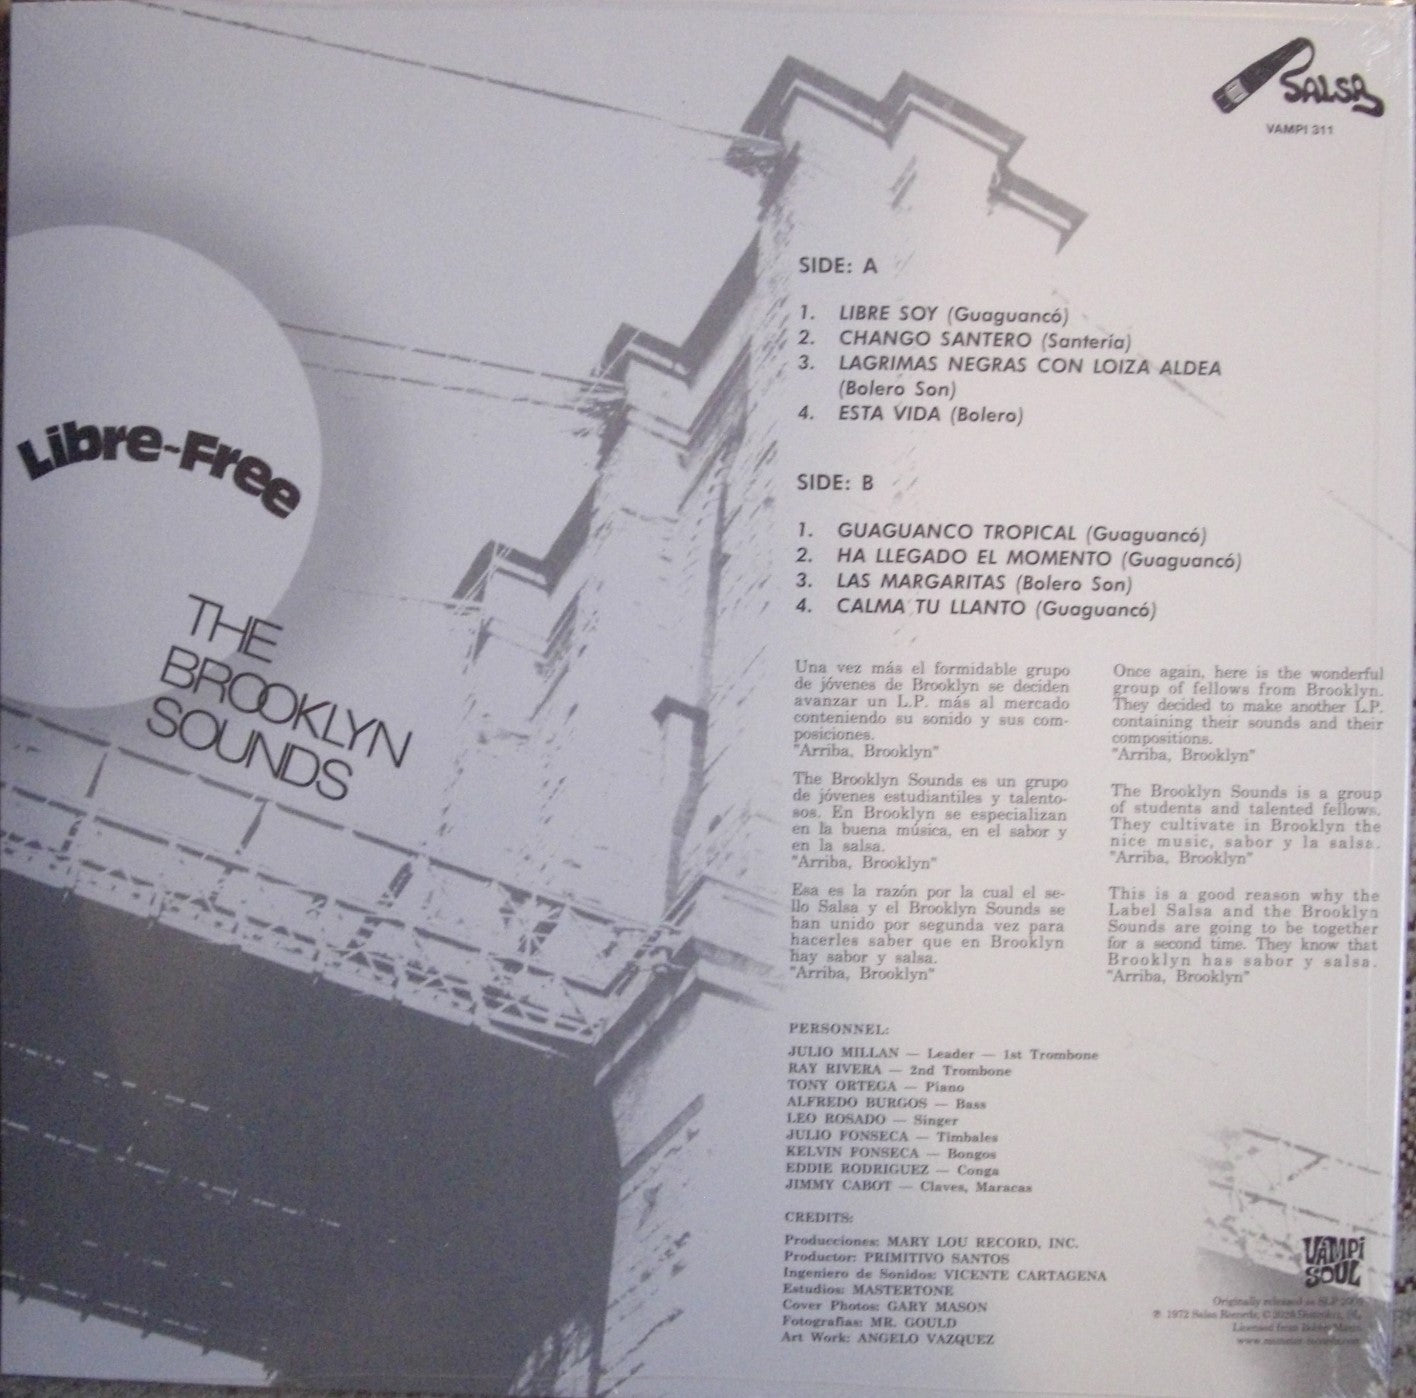 SALSA
VAMPI 311
Libre-Free
THE
BROOKLYN
SOUNDS
SIDE: A
1. LIBRE SOY (Guaguancó)
2. CHANGO SANTERO (Santería)
3. LAGRIMAS NEGRAS CON LOIZA ALDEA
(Bolero Son)
4. ESTA VIDA (Bolero)
SIDE: B
1. GUAGUANCO TROPICAL (Guaguancó)
2. HA LLEGADO EL MOMENTO (Guaguancó)
3. LAS MARGARITAS (Bolero Son)
4. CALMA TU LLANTO (Guaguancó)
Una vez más el formidable grupo
de jóvenes de Brooklyn se deciden
avanzar un L.P. más al mercado
conteniendo su sonido y sus com-
posiciones.
"Arriba, Brooklyn"
The Brooklyn Sounds es un grupo
de jóvenes estudiantiles y talento-
sos. En Brooklyn se especializan
en la buena música, en el sabor y
en la salsa.
"Arriba, Brooklyn"
Esa es la razón por la cual el se-
llo Salsa y el Brooklyn Sounds se
han unido por segunda vez para
hacerles saber que en Brooklyn
hay sabor y salsa.
"Arriba, Brooklyn"
Once again, here is the wonderful
group of fellows from Brooklyn.
They decided to make another L.P.
containing their sounds and their
compositions.
"Arriba, Brooklyn"
The Brooklyn Sounds is a group
of students and talented fellows.
They cultivate in Brooklyn the
nice music, sabor y la salsa.
"Arriba, Brooklyn"
This is a good reason why the
Label Salsa and the Brooklyn
Sounds are going to be together
for a second time. They know that
Brooklyn has sabor y salsa.
"Arriba, Brooklyn"
PERSONNEL:
JULIO MILLAN — Leader — 1st Trombone
RAY RIVERA — 2nd Trombone
TONY ORTEGA — Piano
ALFREDO BURGOS — Bass
LEO ROSADO — Singer
JULIO FONSECA — Timbales
KELVIN FONSECA — Bongos
EDDIE RODRIGUEZ — Conga
JIMMY CABOT — Claves, Maracas
CREDITS:
Producciones: MARY LOU RECORD, INC.
Productor: PRIMITIVO SANTOS
Ingeniero de Sonidos: VICENTE CARTAGENA
Estudios: MASTERTONE
Cover Photos: GARY MASON
Fotografías: MR. GOULD
Art Work: ANGELO VAZQUEZ
VAMPi
SOUL
Originally released as SLP
℗ 1972 Salsa Records, ©
Licensed from Bobby